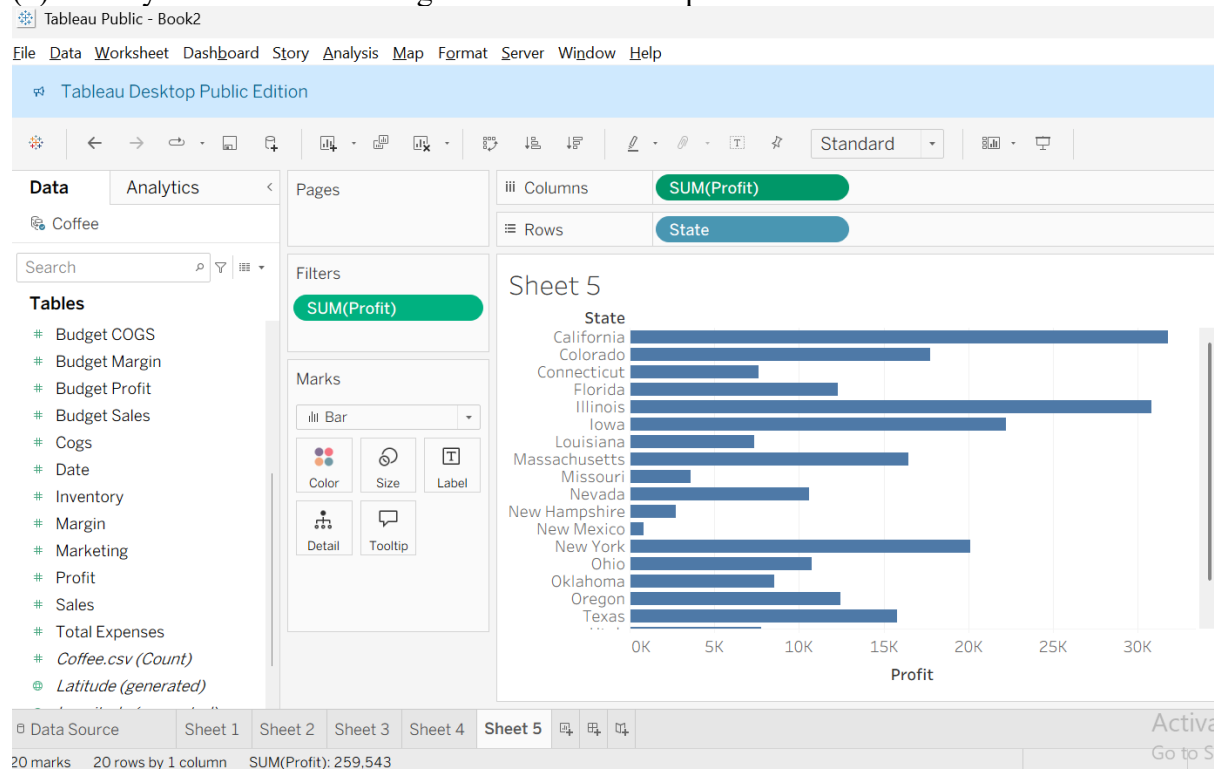 Tableau Public - Book2
File Data Worksheet Dashboard Story Analysis Map Format Server Window Help
Tableau Desktop Public Edition
Standard
Data Analytics
Coffee
Search
Tables
Budget COGS
Budget Margin
Budget Profit
Budget Sales
Cogs
Date
Inventory
Margin
Marketing
Profit
Sales
Total Expenses
Coffee.csv (Count)
Latitude (generated)
Pages
Filters
SUM(Profit)
Marks
Bar
Color Size Label
Detail Tooltip
Columns SUM(Profit)
Rows State
Sheet 5
State
California
Colorado
Connecticut
Florida
Illinois
Iowa
Louisiana
Massachusetts
Missouri
Nevada
New Hampshire
New Mexico
New York
Ohio
Oklahoma
Oregon
Texas
0K 5K 10K 15K 20K 25K 30K
Profit
Data Source Sheet 1 Sheet 2 Sheet 3 Sheet 4 Sheet 5
20 marks 20 rows by 1 column SUM(Profit): 259,543
Activa
Go to S